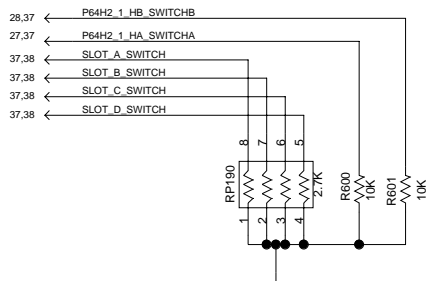 28,37 P64H2_1_HB_SWITCHB
27,37 P64H2_1_HA_SWITCHA
37,38 SLOT_A_SWITCH
37,38 SLOT_B_SWITCH
37,38 SLOT_C_SWITCH
37,38 SLOT_D_SWITCH
8 7 6 5
RP190 2.7K R600 10K R601 10K
1 2 3 4